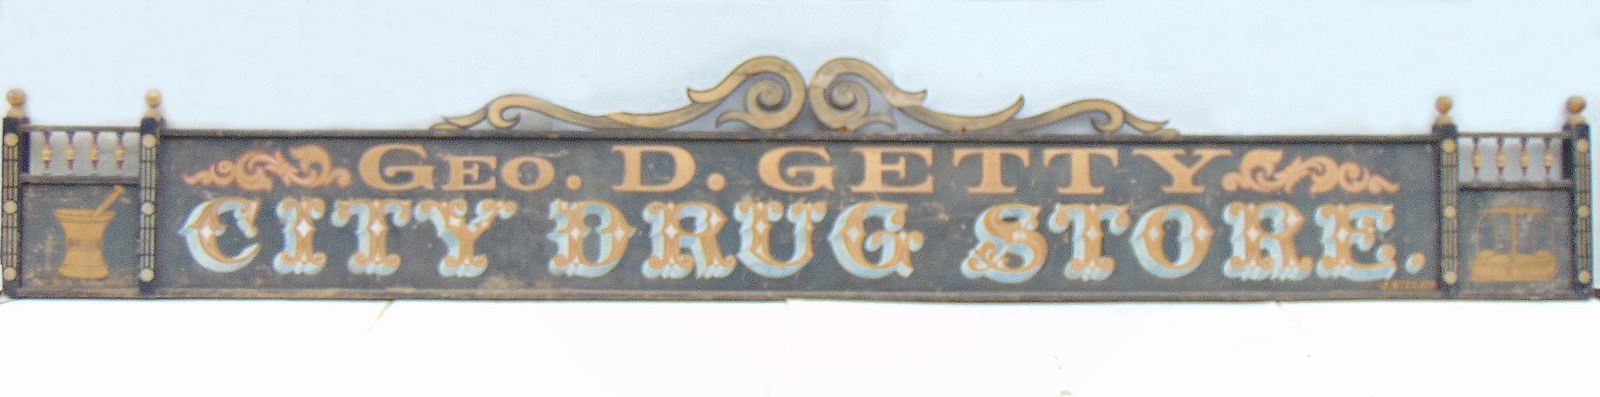 GEO. D. GETTY
CITY DRUG STORE.